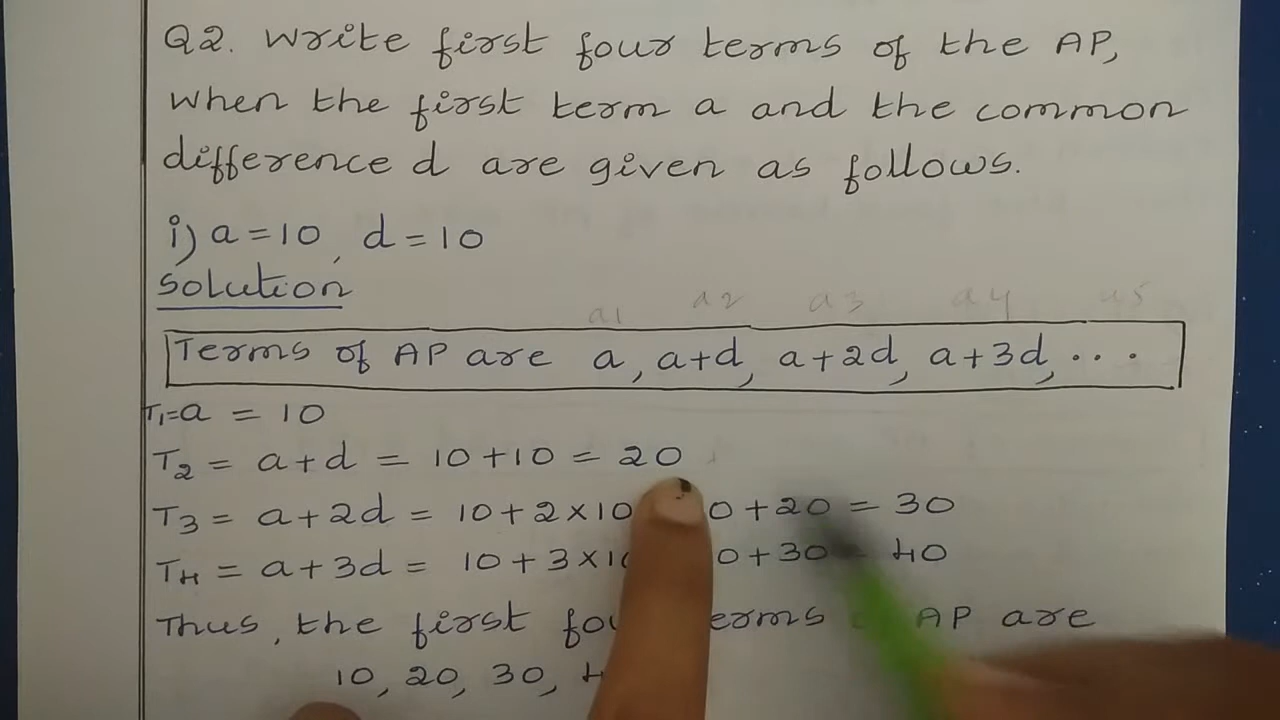 Q2. Write first four terms of the AP,
when the first term a and the common
difference d are given as follows.
i) a = 10, d = 10
Solution
a1 a2 a3 a4 a5
Terms of AP are a, a+d, a+2d, a+3d, ...
T1=a = 10
T2 = a+d = 10+10 = 20
T3 = a+2d = 10+2×10 0+20 = 30
T4 = a+3d = 10+3×10 0+30 = 40
Thus, the first terms AP are
10, 20, 30,